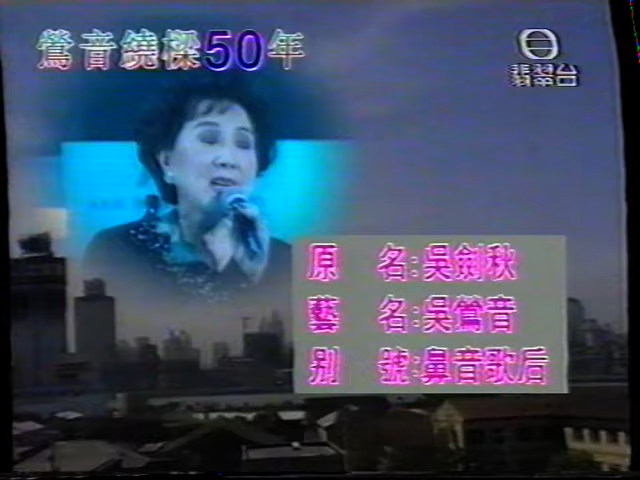 鶯音繞樑50年
翡翠台
原 名:吳劍秋
藝 名:吳鶯音
別 號:鼻音歌后